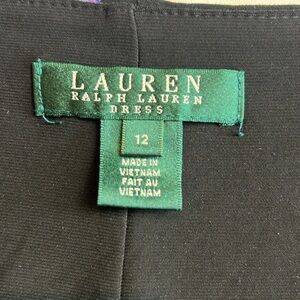 LAUREN
RALPH LAUREN
DRESS
12
MADE IN
VIETNAM
FAIT AU
VIETNAM